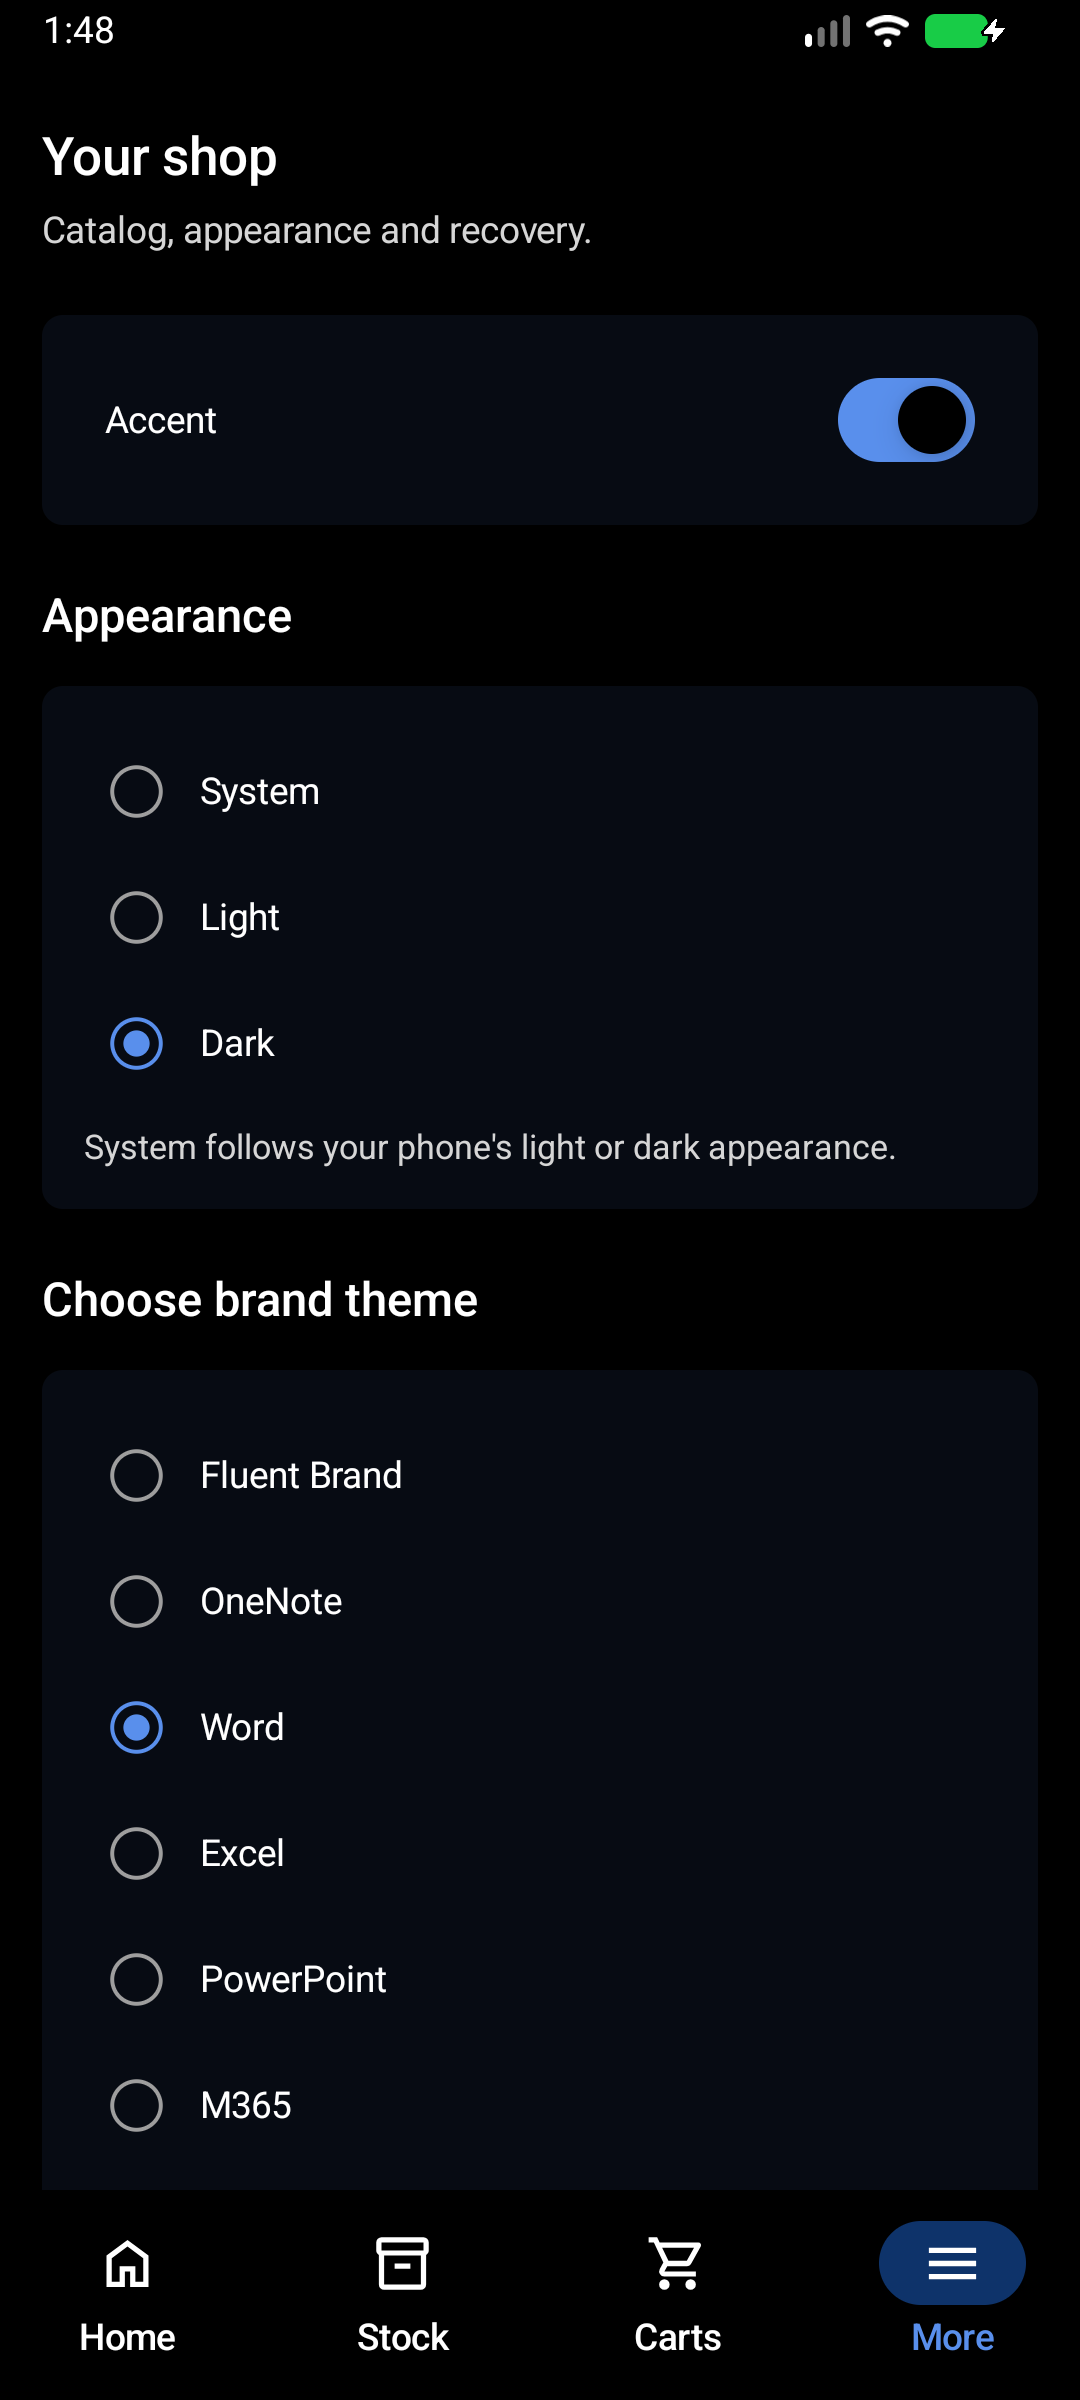 1:48
Your shop
Catalog, appearance and recovery.
Accent
Appearance
System
Light
Dark
System follows your phone's light or dark appearance.
Choose brand theme
Fluent Brand
OneNote
Word
Excel
PowerPoint
M365
Home
Stock
Carts
More